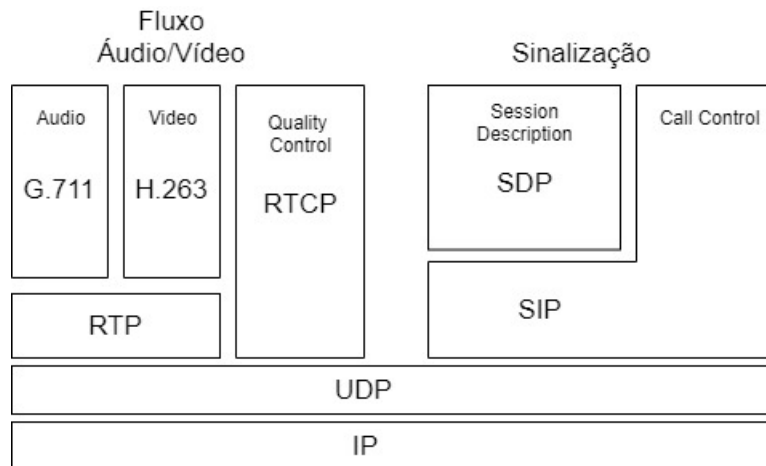 Fluxo
Áudio/Vídeo
Sinalização
Audio
G.711
Video
H.263
Quality
Control
RTCP
Session
Description
SDP
Call Control
RTP
SIP
UDP
IP